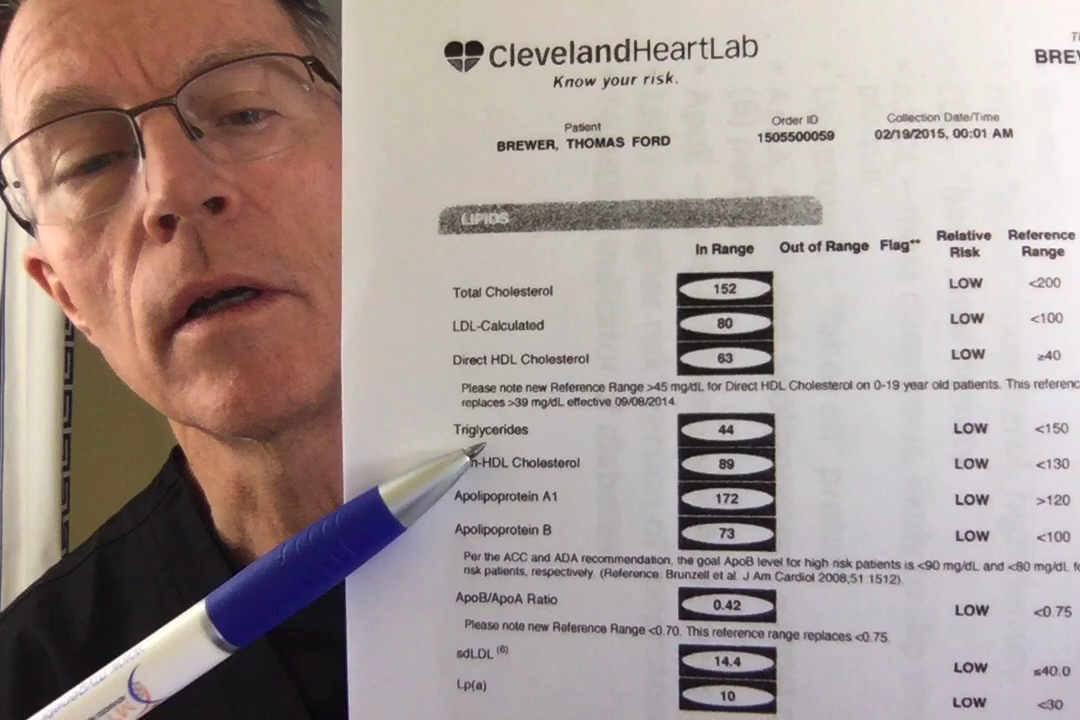 ClevelandHeartLab
Know your risk.
Patient
BREWER, THOMAS FORD
Order ID
1505500059
Collection Date/Time
02/19/2015, 00:01 AM
LIPIDS
In Range Out of Range Flag** Relative Risk Reference Range
Total Cholesterol 152 LOW <200
LDL-Calculated 80 LOW <100
Direct HDL Cholesterol 63 LOW ≥40
Please note new Reference Range >45 mg/dL for Direct HDL Cholesterol on 0-19 year old patients. This
replaces >39 mg/dL effective 09/08/2014.
Triglycerides 44 LOW <150
n-HDL Cholesterol 89 LOW <130
Apolipoprotein A1 172 LOW >120
Apolipoprotein B 73 LOW <100
Per the ACC and ADA recommendation, the goal ApoB level for high risk patients is <90 mg/dL and <80 mg/dL
risk patients, respectively. (Reference: Brunzell et al. J Am Cardiol 2008;51 1512).
ApoB/ApoA Ratio 0.42 LOW <0.75
Please note new Reference Range <0.70. This reference range replaces <0.75.
sdLDL (6) 14.4 LOW ≤40.0
Lp(a) 10 LOW <30